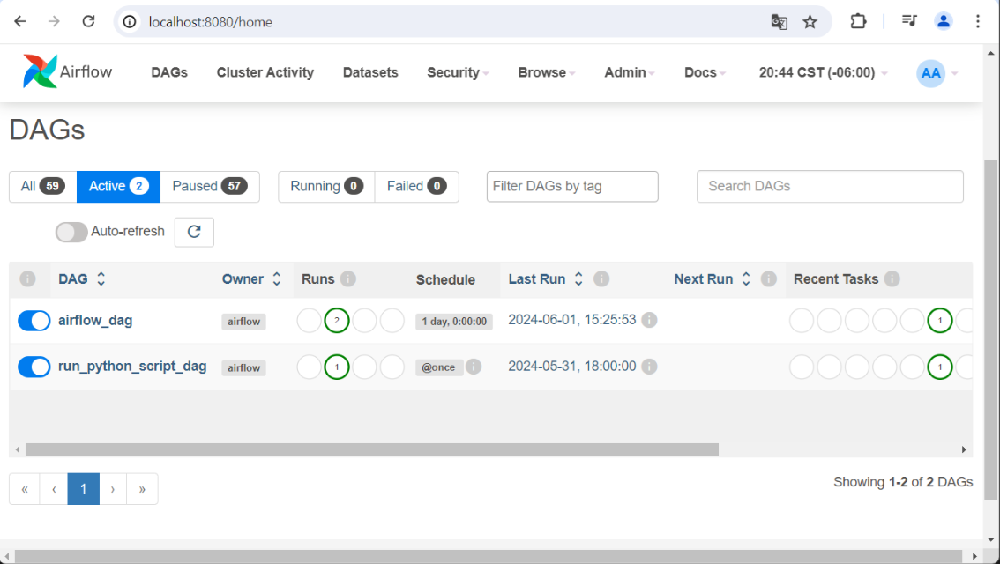 localhost:8080/home
Airflow DAGs Cluster Activity Datasets Security Browse Admin Docs 20:44 CST (-06:00) AA
DAGs
All 59 Active 2 Paused 57 Running 0 Failed 0 Filter DAGs by tag Search DAGs
Auto-refresh
DAG Owner Runs Schedule Last Run Next Run Recent Tasks
airflow_dag airflow 2 1 day, 0:00:00 2024-06-01, 15:25:53 1
run_python_script_dag airflow 1 @once 2024-05-31, 18:00:00 1
« ‹ 1 › » Showing 1-2 of 2 DAGs